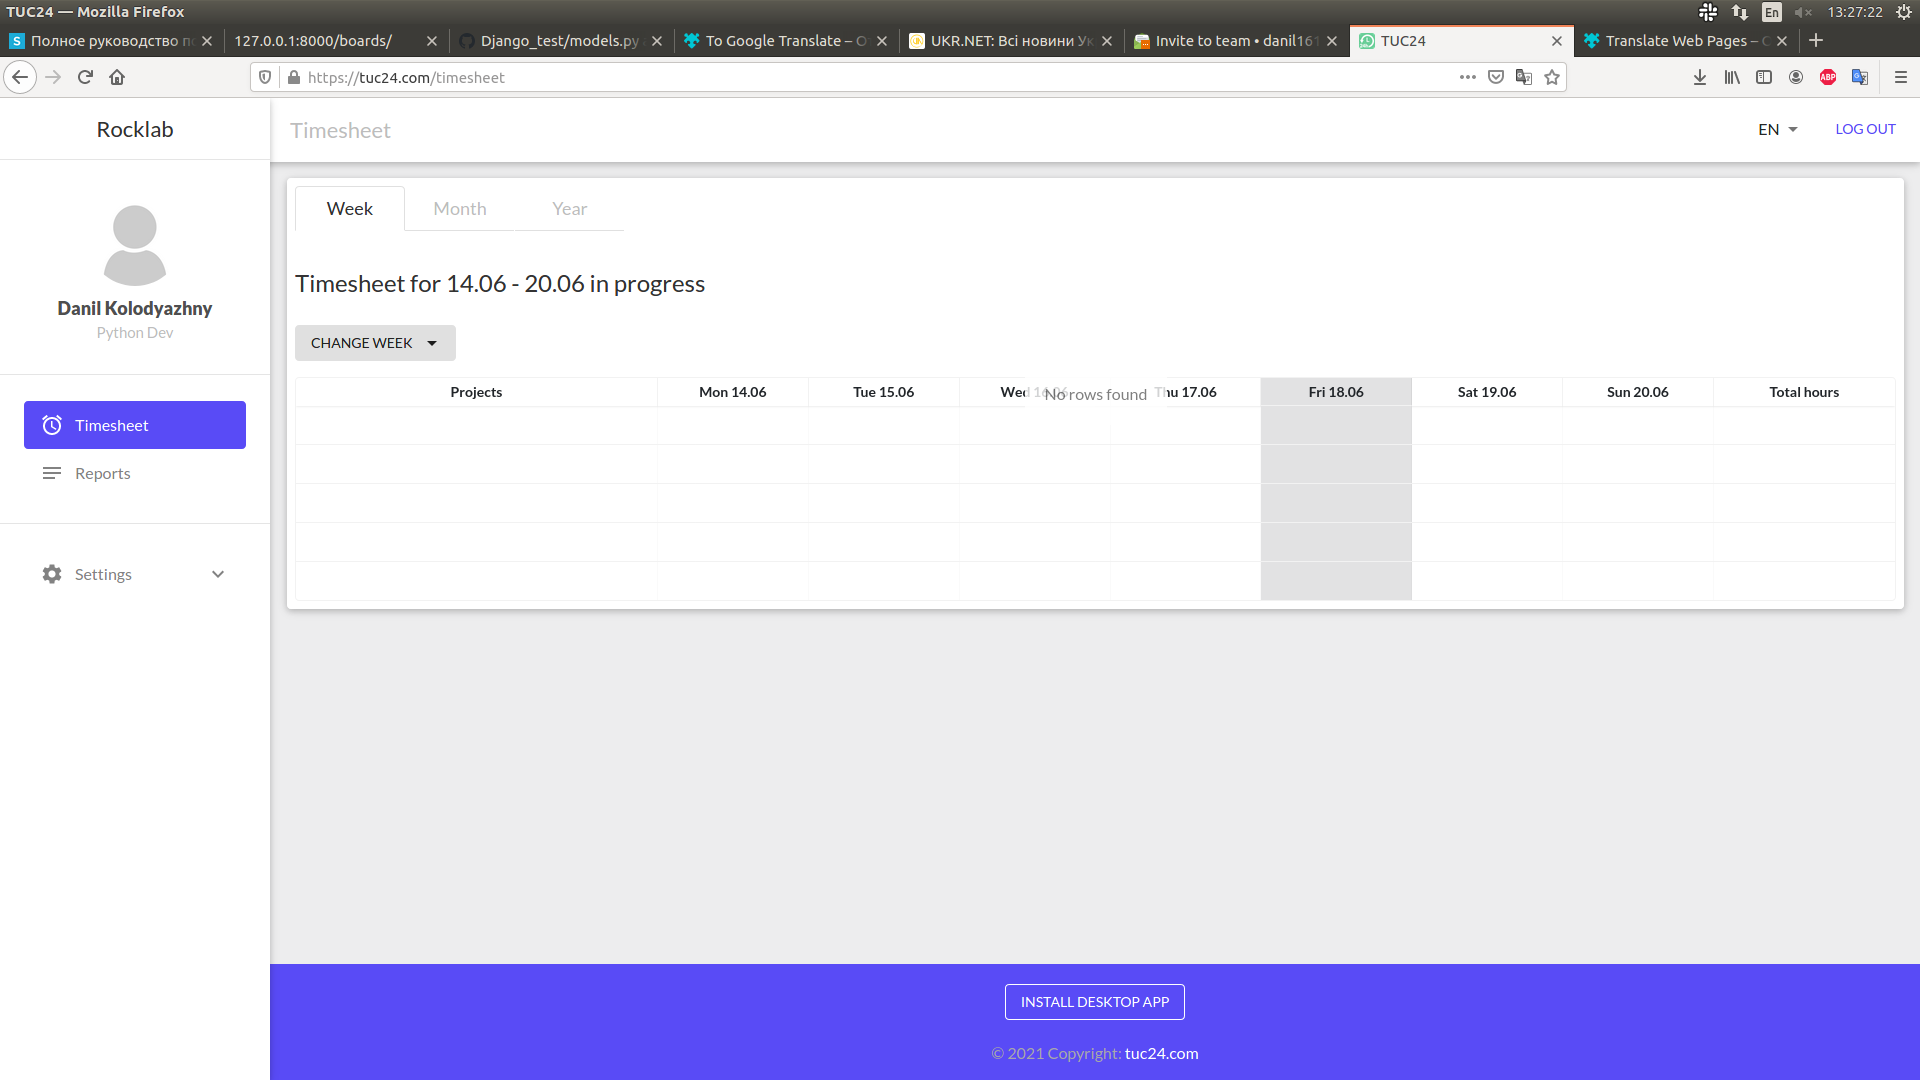 TUC24 — Mozilla Firefox
En
13:27:22
Полное руководство п
127.0.0.1:8000/boards/
Django_test/models.py
To Google Translate – O
UKR.NET: Всі новини Ук
Invite to team • danil161
TUC24
Translate Web Pages –
https://tuc24.com/timesheet
ABP
Rocklab
Timesheet
EN
LOG OUT
Week
Month
Year
Danil Kolodyazhny
Python Dev
Timesheet for 14.06 - 20.06 in progress
CHANGE WEEK
Projects
Mon 14.06
Tue 15.06
Wed 16.06
No rows found
Thu 17.06
Fri 18.06
Sat 19.06
Sun 20.06
Total hours
Timesheet
Reports
Settings
INSTALL DESKTOP APP
© 2021 Copyright: tuc24.com